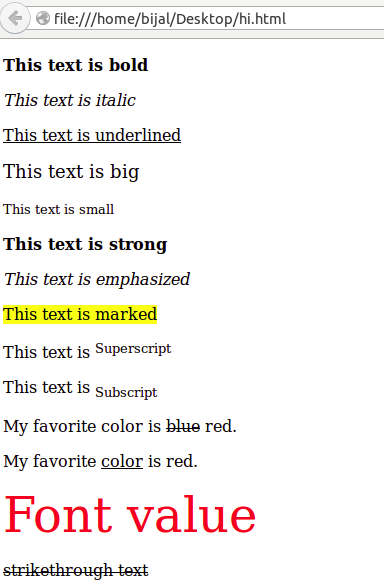 file:///home/bijal/Desktop/hi.html
This text is bold
This text is italic
This text is underlined
This text is big
This text is small
This text is strong
This text is emphasized
This text is marked
This text is Superscript
This text is Subscript
My favorite color is blue red.
My favorite color is red.
Font value
strikethrough text